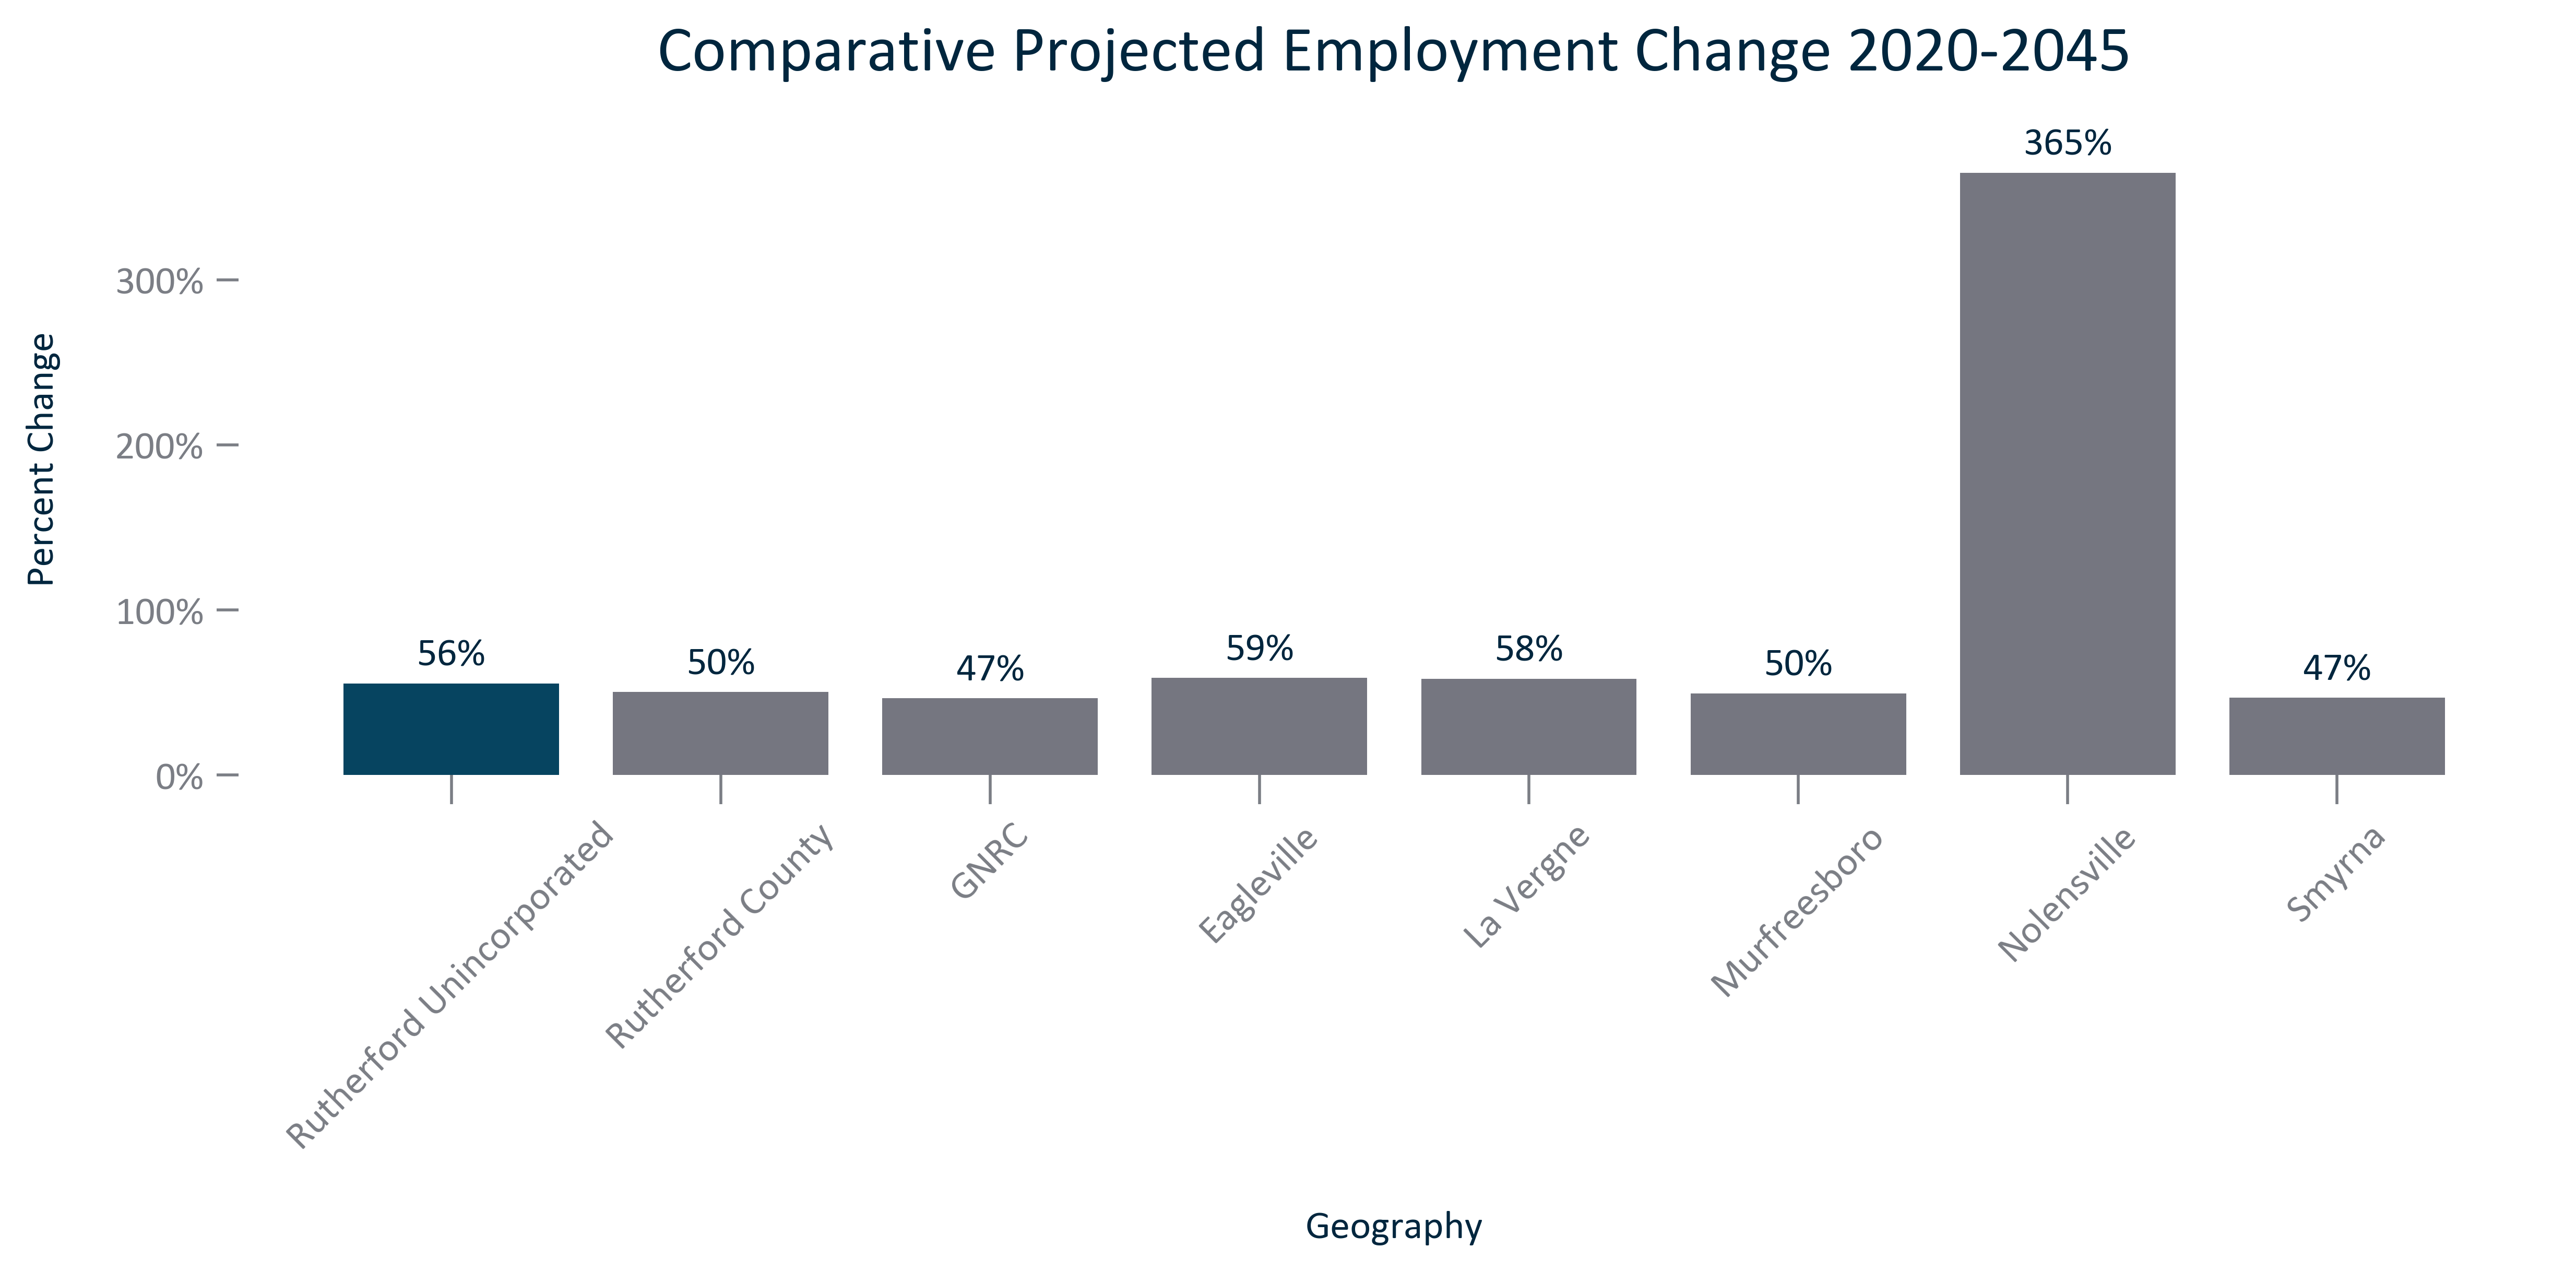 Comparative Projected Employment Change 2020-2045
365%
300%
200%
100%
0%
Percent Change
56%
50%
47%
59%
58%
50%
47%
Rutherford Unincorporated
Rutherford County
GNRC
Eagleville
La Vergne
Murfreesboro
Nolensville
Smyrna
Geography